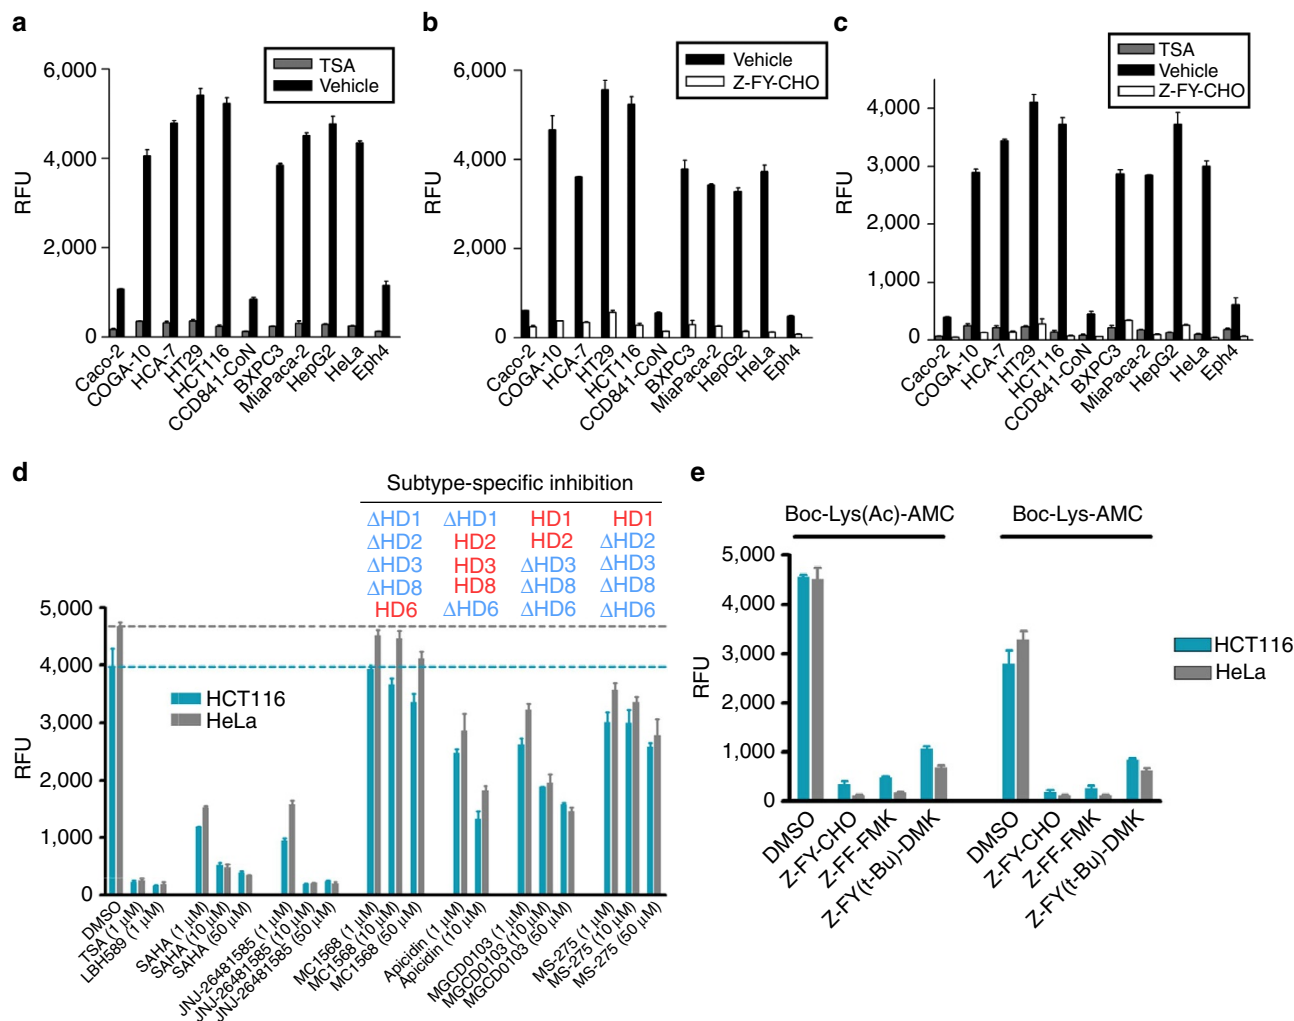 a
TSA
Vehicle
6,000
4,000
2,000
0
RFU
Caco-2
COGA-10
HCA-7
HT29
HCT116
CCD841-CoN
BXPC3
MiaPaca-2
HepG2
HeLa
Eph4
b
Vehicle
Z-FY-CHO
6,000
4,000
2,000
0
RFU
Caco-2
COGA-10
HCA-7
HT29
HCT116
CCD841-CoN
BXPC3
MiaPaca-2
HepG2
HeLa
Eph4
c
TSA
Vehicle
Z-FY-CHO
4,000
3,000
2,000
1,000
0
RFU
Caco-2
COGA-10
HCA-7
HT29
HCT116
CCD841-CoN
BXPC3
MiaPaca-2
HepG2
HeLa
Eph4
d
Subtype-specific inhibition
ΔHD1 ΔHD1 HD1 HD1
ΔHD2 HD2 HD2 ΔHD2
ΔHD3 HD3 ΔHD3 ΔHD3
ΔHD8 HD8 ΔHD8 ΔHD8
HD6 ΔHD6 ΔHD6 ΔHD6
5,000
4,000
3,000
2,000
1,000
0
RFU
HCT116
HeLa
DMSO
TSA (1 μM)
LBH589 (1 μM)
SAHA (1 μM)
SAHA (10 μM)
SAHA (50 μM)
JNJ-26481585 (1 μM)
JNJ-26481585 (10 μM)
JNJ-26481585 (50 μM)
MC1568 (1 μM)
MC1568 (10 μM)
MC1568 (50 μM)
Apicidin (1 μM)
Apicidin (10 μM)
MGCD0103 (1 μM)
MGCD0103 (10 μM)
MGCD0103 (50 μM)
MS-275 (1 μM)
MS-275 (10 μM)
MS-275 (50 μM)
e
Boc-Lys(Ac)-AMC
Boc-Lys-AMC
5,000
4,000
3,000
2,000
1,000
0
RFU
HCT116
HeLa
DMSO
Z-FY-CHO
Z-FF-FMK
Z-FY(t-Bu)-DMK
DMSO
Z-FY-CHO
Z-FF-FMK
Z-FY(t-Bu)-DMK